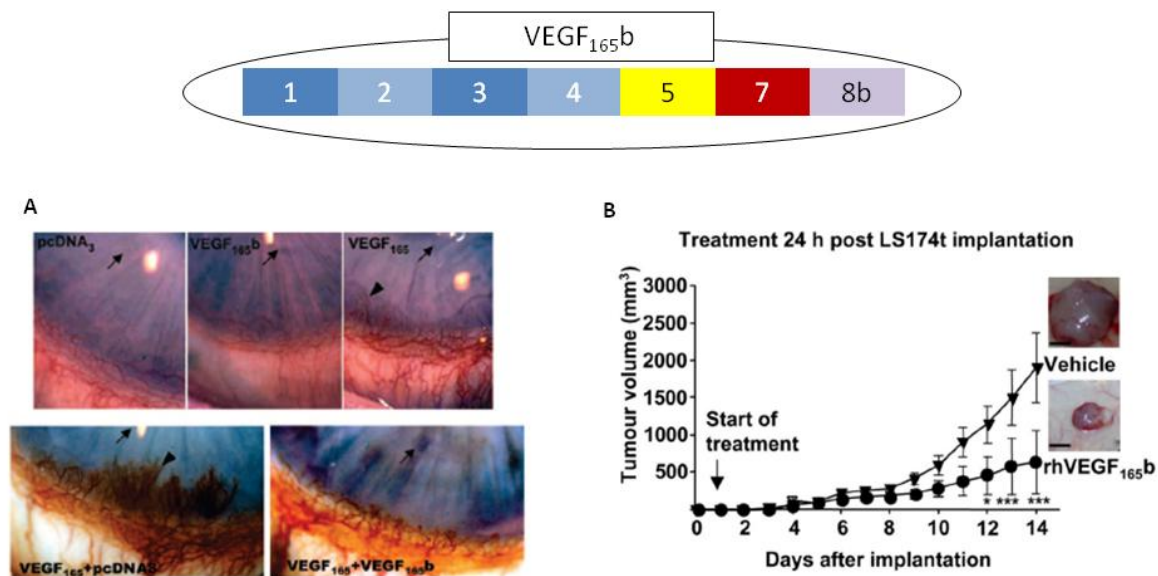 VEGF165b
1 2 3 4 5 7 8b
A
pcDNA3 VEGF165b VEGF165
VEGF165+pcDNA3 VEGF165+VEGF165b
B
Treatment 24 h post LS174t implantation
Tumour volume (mm3)
3000
2500
2000
1500
1000
500
Start of
treatment
Vehicle
rhVEGF165b
* *** ***
0 2 4 6 8 10 12 14
Days after implantation